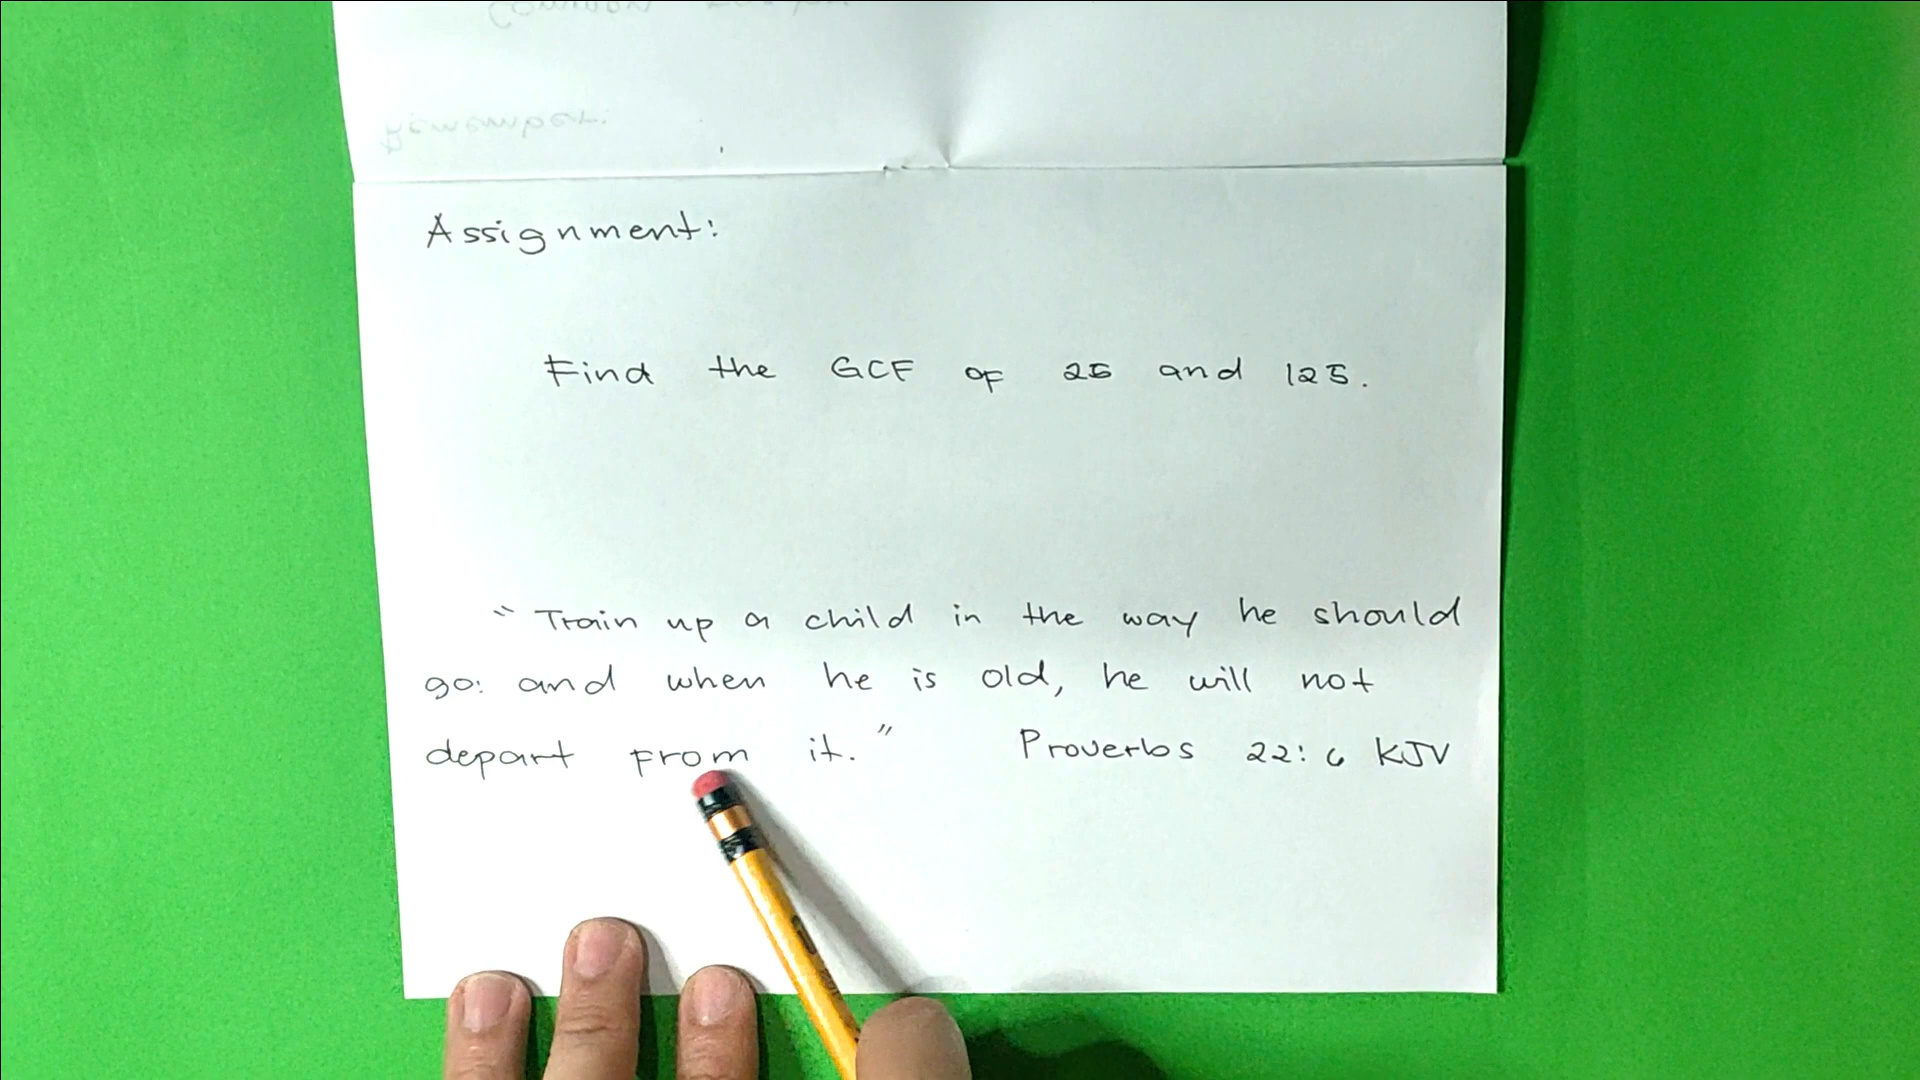 Assignment:
Find the GCF of 25 and 125.
"Train up a child in the way he should
go: and when he is old, he will not
depart from it." Proverbs 22:6 KJV